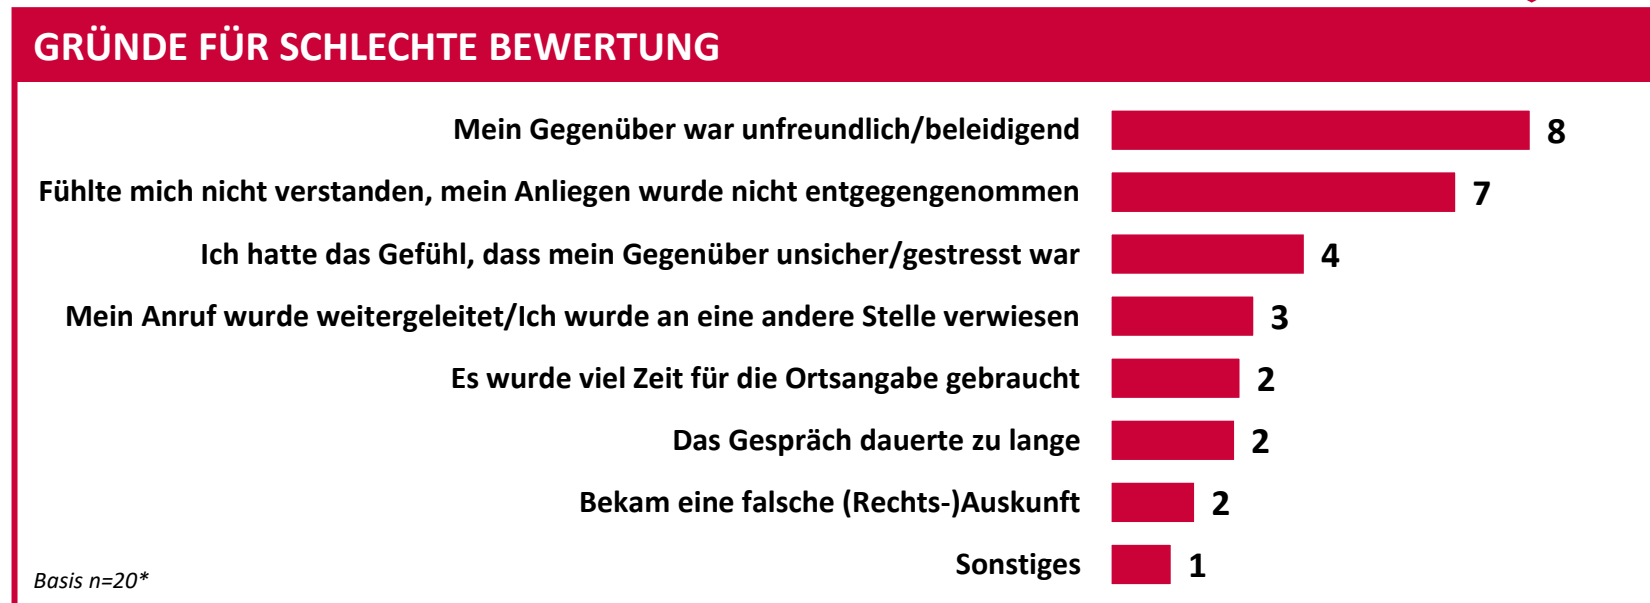 GRÜNDE FÜR SCHLECHTE BEWERTUNG
Mein Gegenüber war unfreundlich/beleidigend 8
Fühlte mich nicht verstanden, mein Anliegen wurde nicht entgegengenommen 7
Ich hatte das Gefühl, dass mein Gegenüber unsicher/gestresst war 4
Mein Anruf wurde weitergeleitet/Ich wurde an eine andere Stelle verwiesen 3
Es wurde viel Zeit für die Ortsangabe gebraucht 2
Das Gespräch dauerte zu lange 2
Bekam eine falsche (Rechts-)Auskunft 2
Sonstiges 1
Basis n=20*